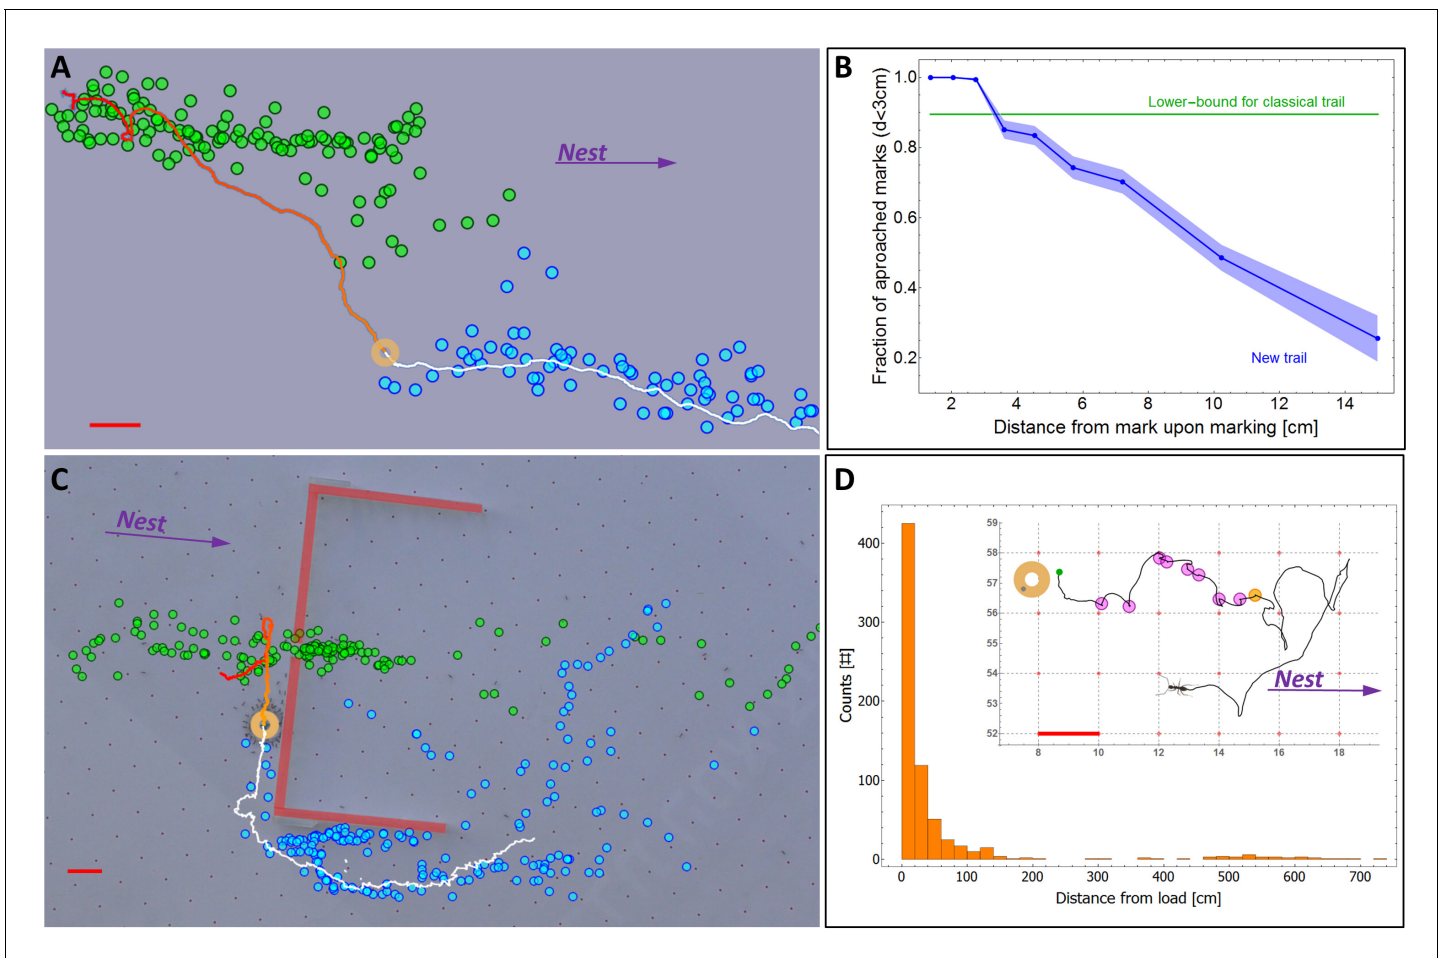 A
Nest
B
Fraction of aproached marks (d<3cm)
1.0
0.8
0.6
0.4
0.2
Lower-bound for classical trail
New trail
2 4 6 8 10 12 14
Distance from mark upon marking [cm]
C
Nest
D
Counts [#]
400
300
200
100
0
0 100 200 300 400 500 600 700
Distance from load [cm]
59
58
57
56
55
54
53
52
8 10 12 14 16 18
Nest